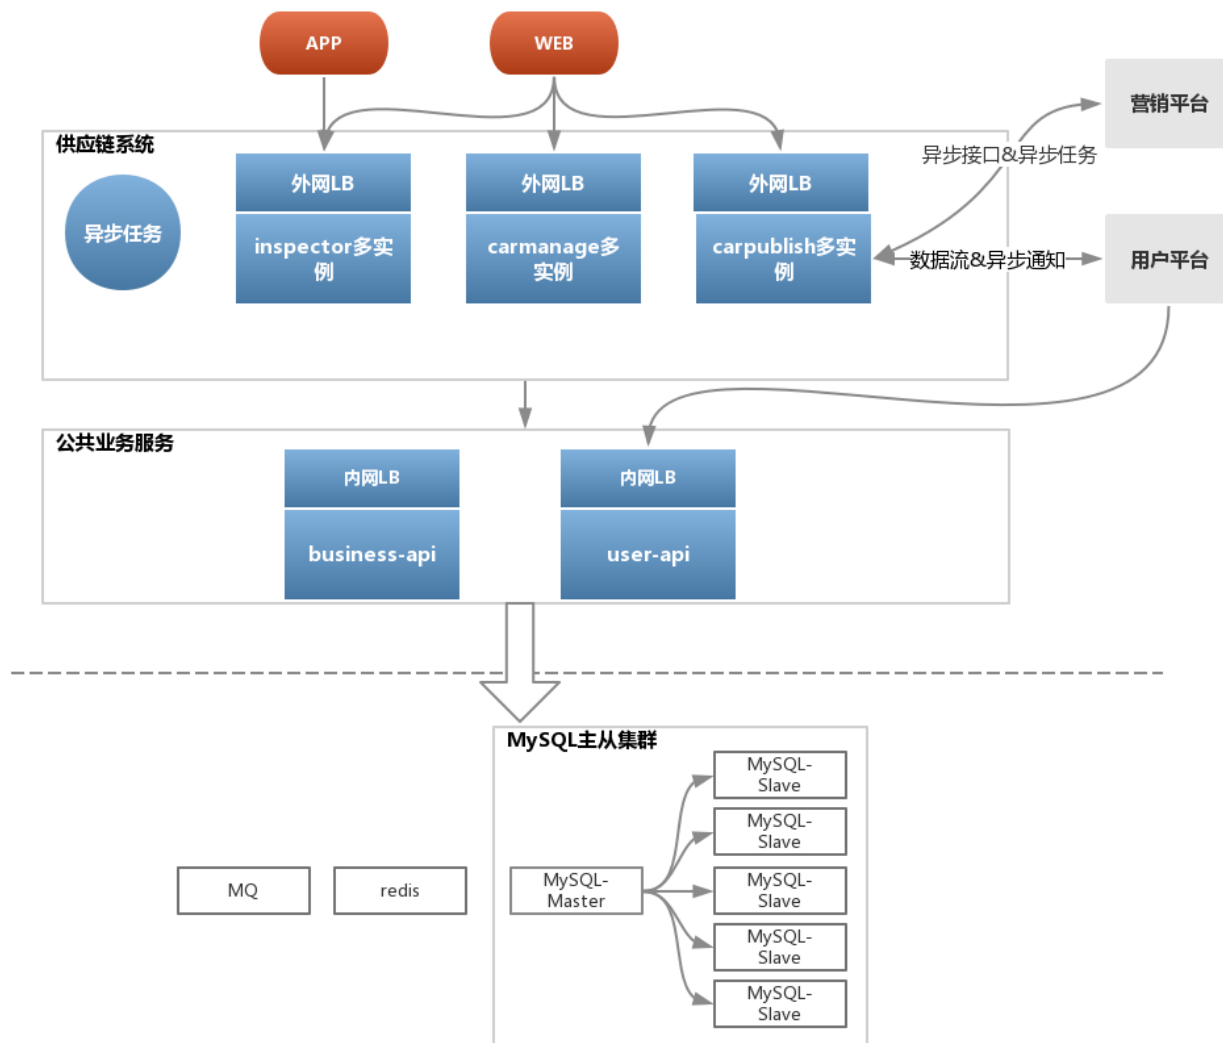 APP
WEB
营销平台
供应链系统
异步接口&异步任务
外网LB
外网LB
外网LB
异步任务
inspector多实
例
carmanage多
实例
carpublish多实
例
数据流&异步通知
用户平台
公共业务服务
内网LB
内网LB
business-api
user-api
MySQL主从集群
MySQL-
Slave
MySQL-
Slave
MQ
redis
MySQL-
Master
MySQL-
Slave
MySQL-
Slave
MySQL-
Slave